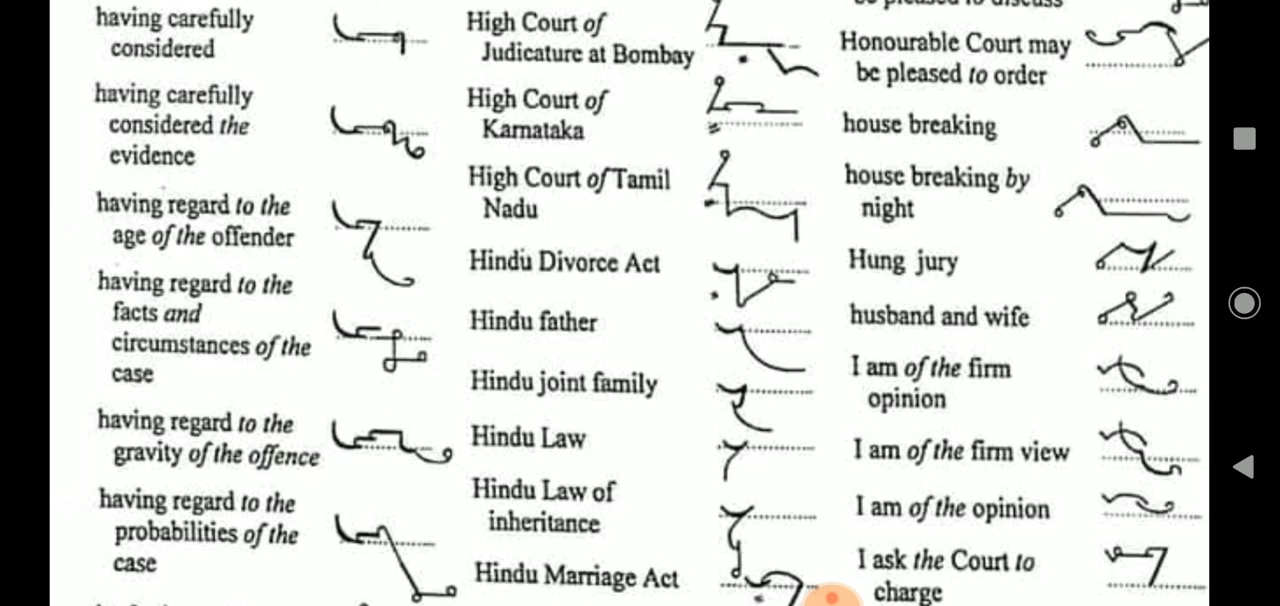 having carefully
considered
having carefully
considered the
evidence
having regard to the
age of the offender
having regard to the
facts and
circumstances of the
case
having regard to the
gravity of the offence
having regard to the
probabilities of the
case
High Court of
Judicature at Bombay
High Court of
Karnataka
High Court of Tamil
Nadu
Hindu Divorce Act
Hindu father
Hindu joint family
Hindu Law
Hindu Law of
inheritance
Hindu Marriage Act
be pleased to discuss
Honourable Court may
be pleased to order
house breaking
house breaking by
night
Hung jury
husband and wife
I am of the firm
opinion
I am of the firm view
I am of the opinion
I ask the Court to
charge